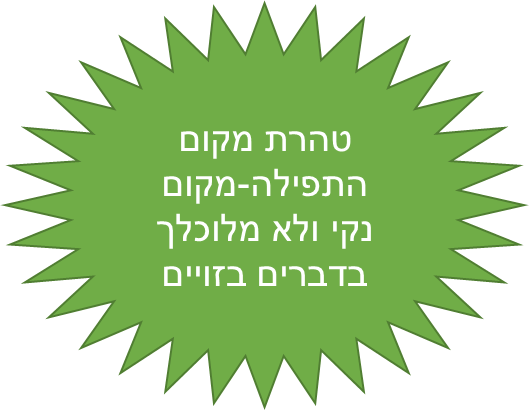 טהרת מקום
התפילה-מקום
נקי ולא מלוכלך
בדברים בזויים